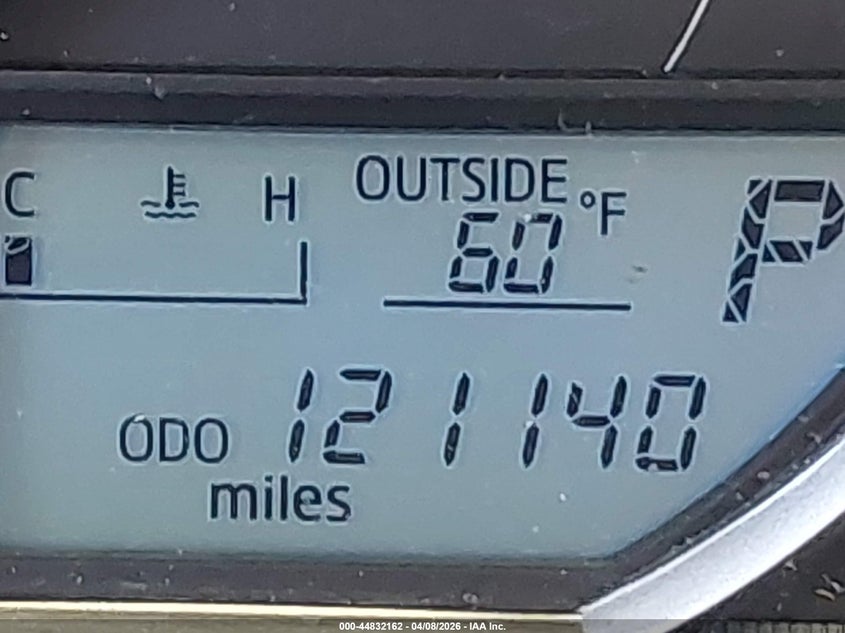 C H OUTSIDE
60 °F P
ODO 121140
miles
000-44832162 - 04/08/2026 - IAA Inc.